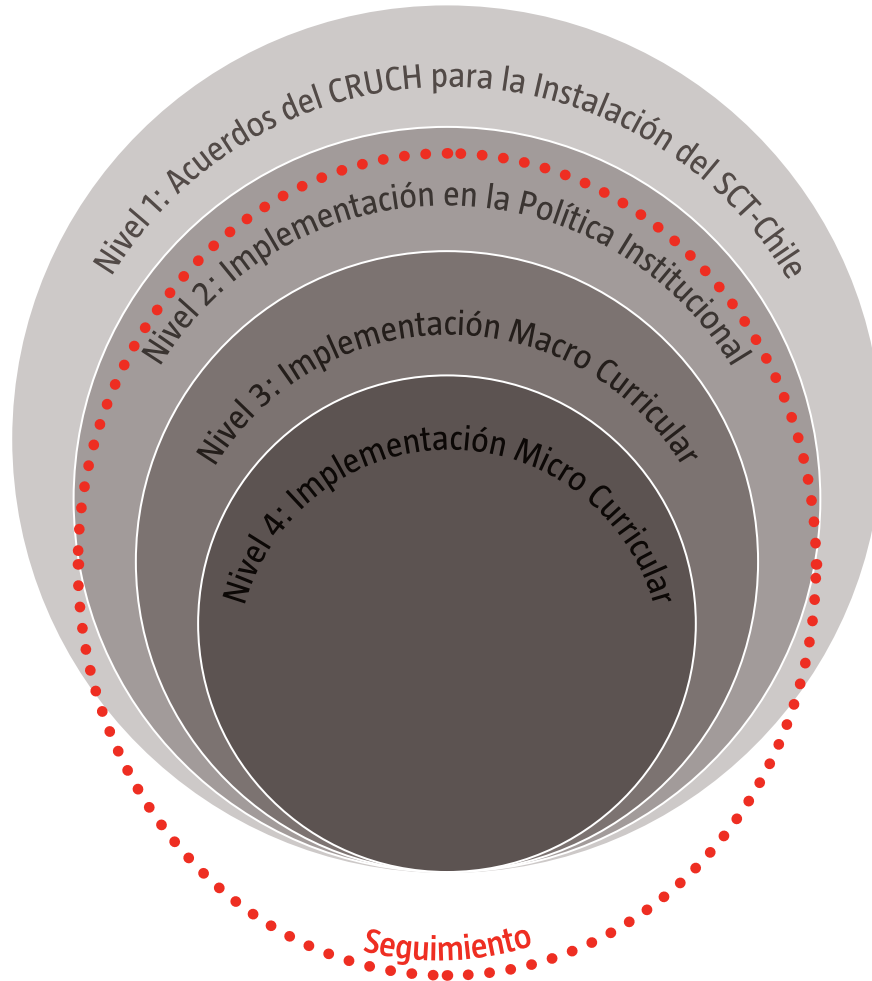 Nivel 1: Acuerdos del CRUCH para la Instalación del SCT-Chile
Nivel 2: Implementación en la Política Institucional
Nivel 3: Implementación Macro Curricular
Nivel 4: Implementación Micro Curricular
Seguimiento